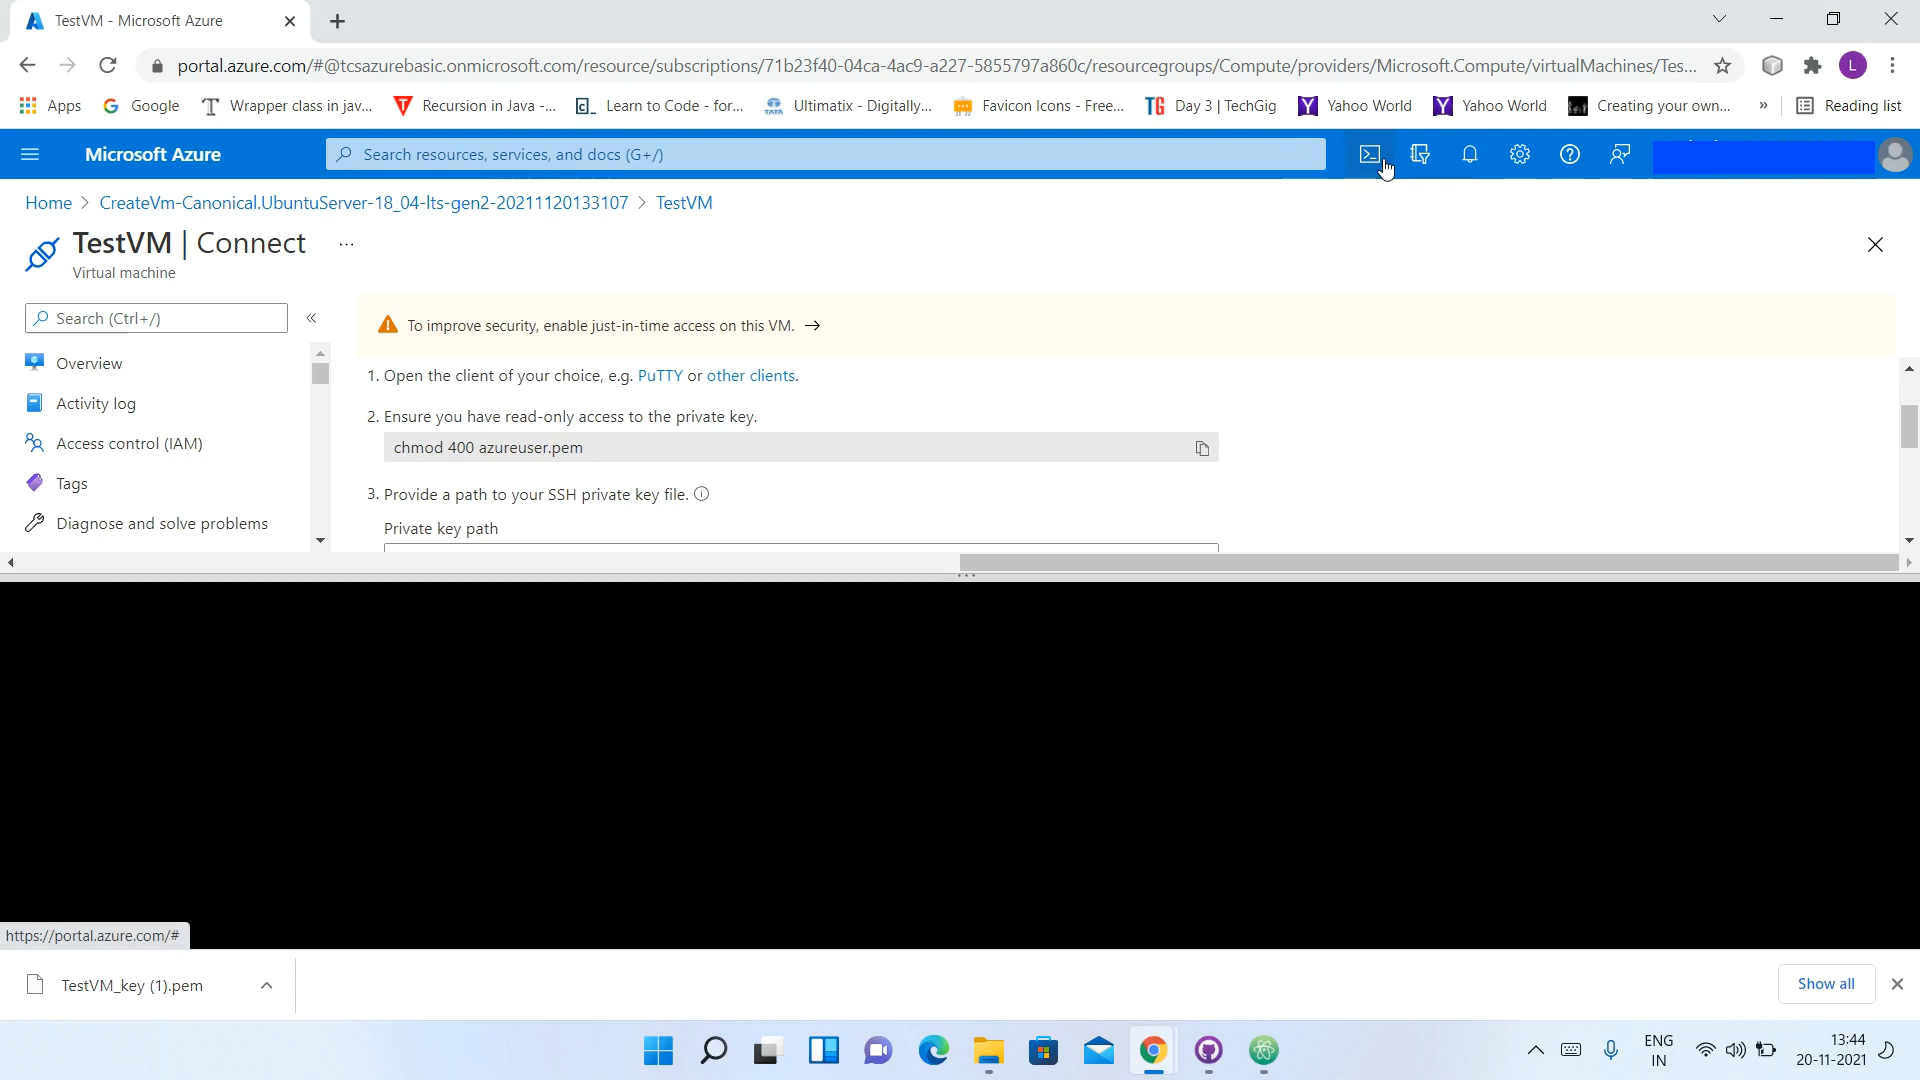 TestVM - Microsoft Azure
portal.azure.com/#@tcsazurebasic.onmicrosoft.com/resource/subscriptions/71b23f40-04ca-4ac9-a227-5855797a860c/resourcegroups/Compute/providers/Microsoft.Compute/virtualMachines/Tes...
L
Apps Google Wrapper class in jav... Recursion in Java -... Learn to Code - for... Ultimatix - Digitally... Favicon Icons - Free... Day 3 | TechGig Yahoo World Yahoo World Creating your own... » Reading list
Microsoft Azure
Search resources, services, and docs (G+/)
Home > CreateVm-Canonical.UbuntuServer-18_04-lts-gen2-20211120133107 > TestVM
TestVM | Connect ...
Virtual machine
Search (Ctrl+/)
«
Overview
Activity log
Access control (IAM)
Tags
Diagnose and solve problems
To improve security, enable just-in-time access on this VM. →
1. Open the client of your choice, e.g. PuTTY or other clients.
2. Ensure you have read-only access to the private key.
chmod 400 azureuser.pem
3. Provide a path to your SSH private key file.
Private key path
https://portal.azure.com/#
TestVM_key (1).pem
Show all
ENG
IN
13:44
20-11-2021